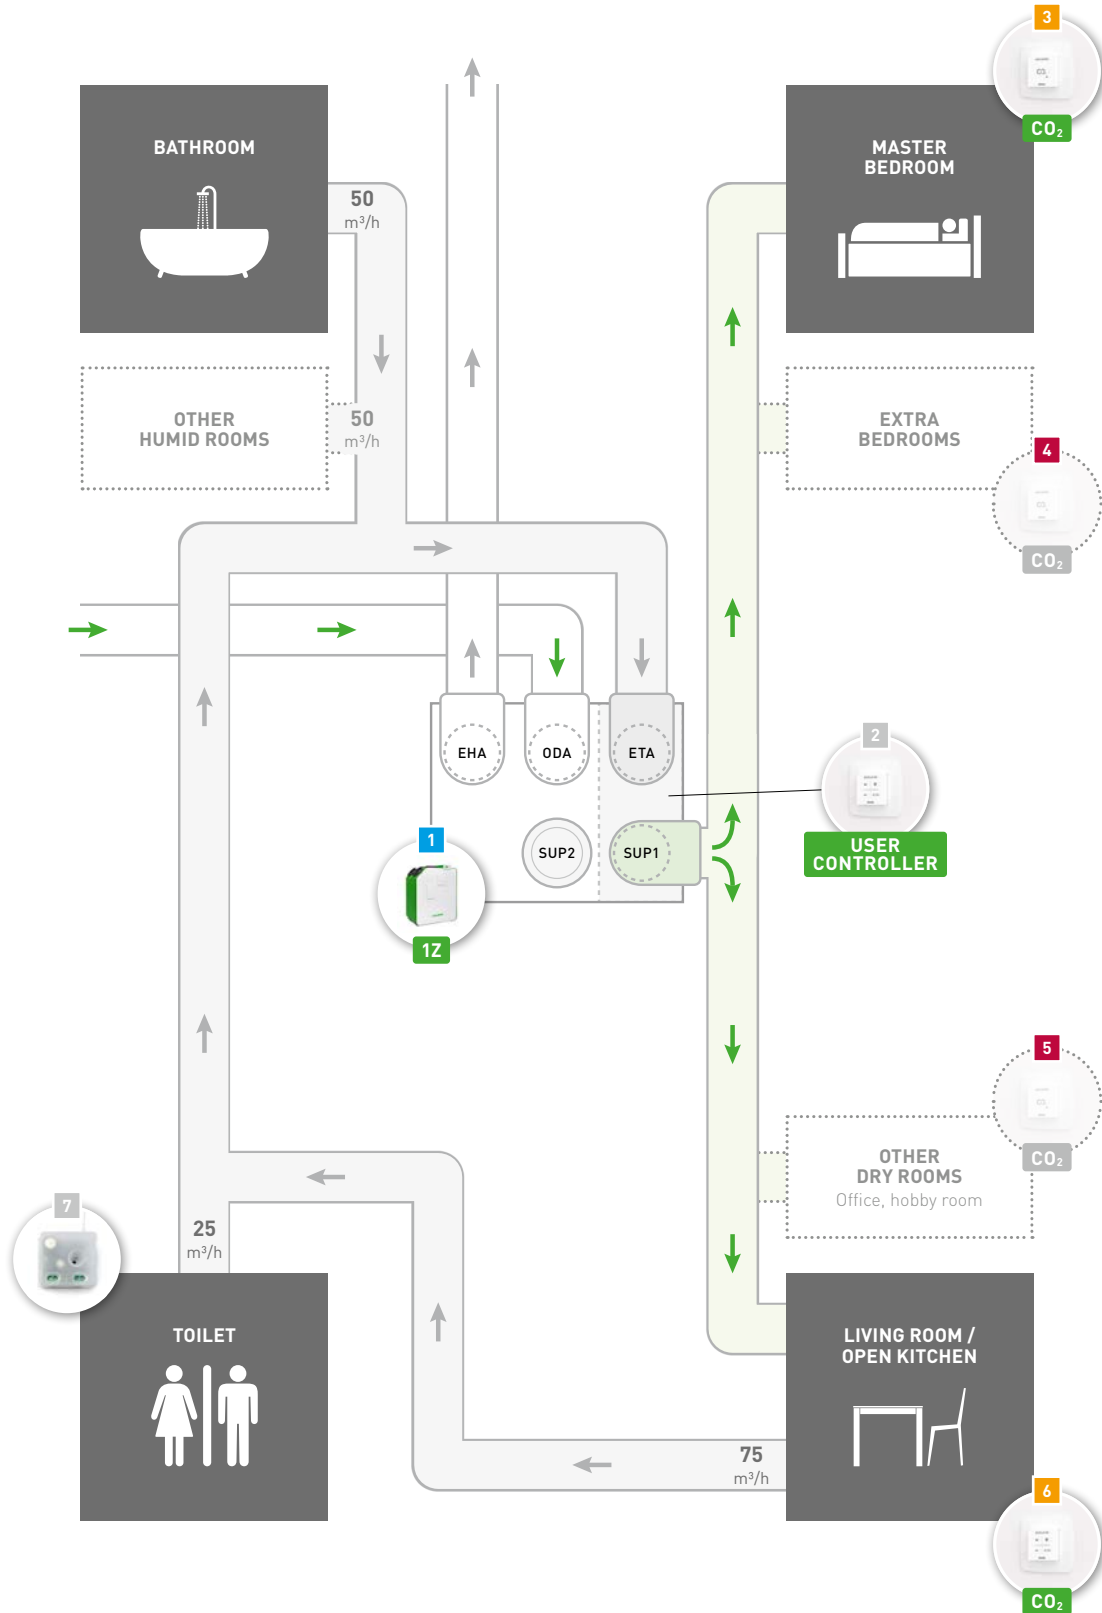 3
CO₂
BATHROOM
MASTER
BEDROOM
50
m³/h
OTHER
HUMID ROOMS
50
m³/h
EXTRA
BEDROOMS
4
CO₂
EHA
ODA
ETA
2
USER
CONTROLLER
1
1Z
SUP2
SUP1
5
CO₂
OTHER
DRY ROOMS
Office, hobby room
7
25
m³/h
TOILET
LIVING ROOM /
OPEN KITCHEN
75
m³/h
6
CO₂